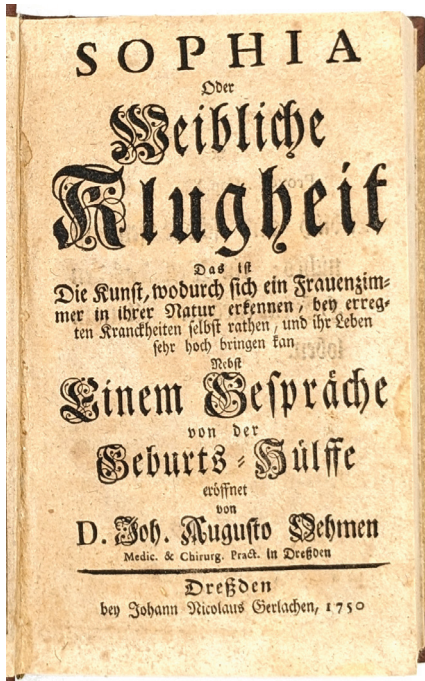 SOPHIA
Oder
Weibliche
Klugheit
Das ist
Die Kunst, wodurch sich ein Frauenzim-
mer in ihrer Natur erkennen, bey erreg-
ten Kranckheiten selbst rathen, und ihr Leben
sehr hoch bringen kan
Nebst
Einem Gespräche
von der
Geburts-Hülffe
eröffnet
von
D. Joh. Augusto Oehmen
Medic. & Chirurg. Pract. in Dreßden
Dreßden
bey Johann Nicolaus Gerlachen, 1750